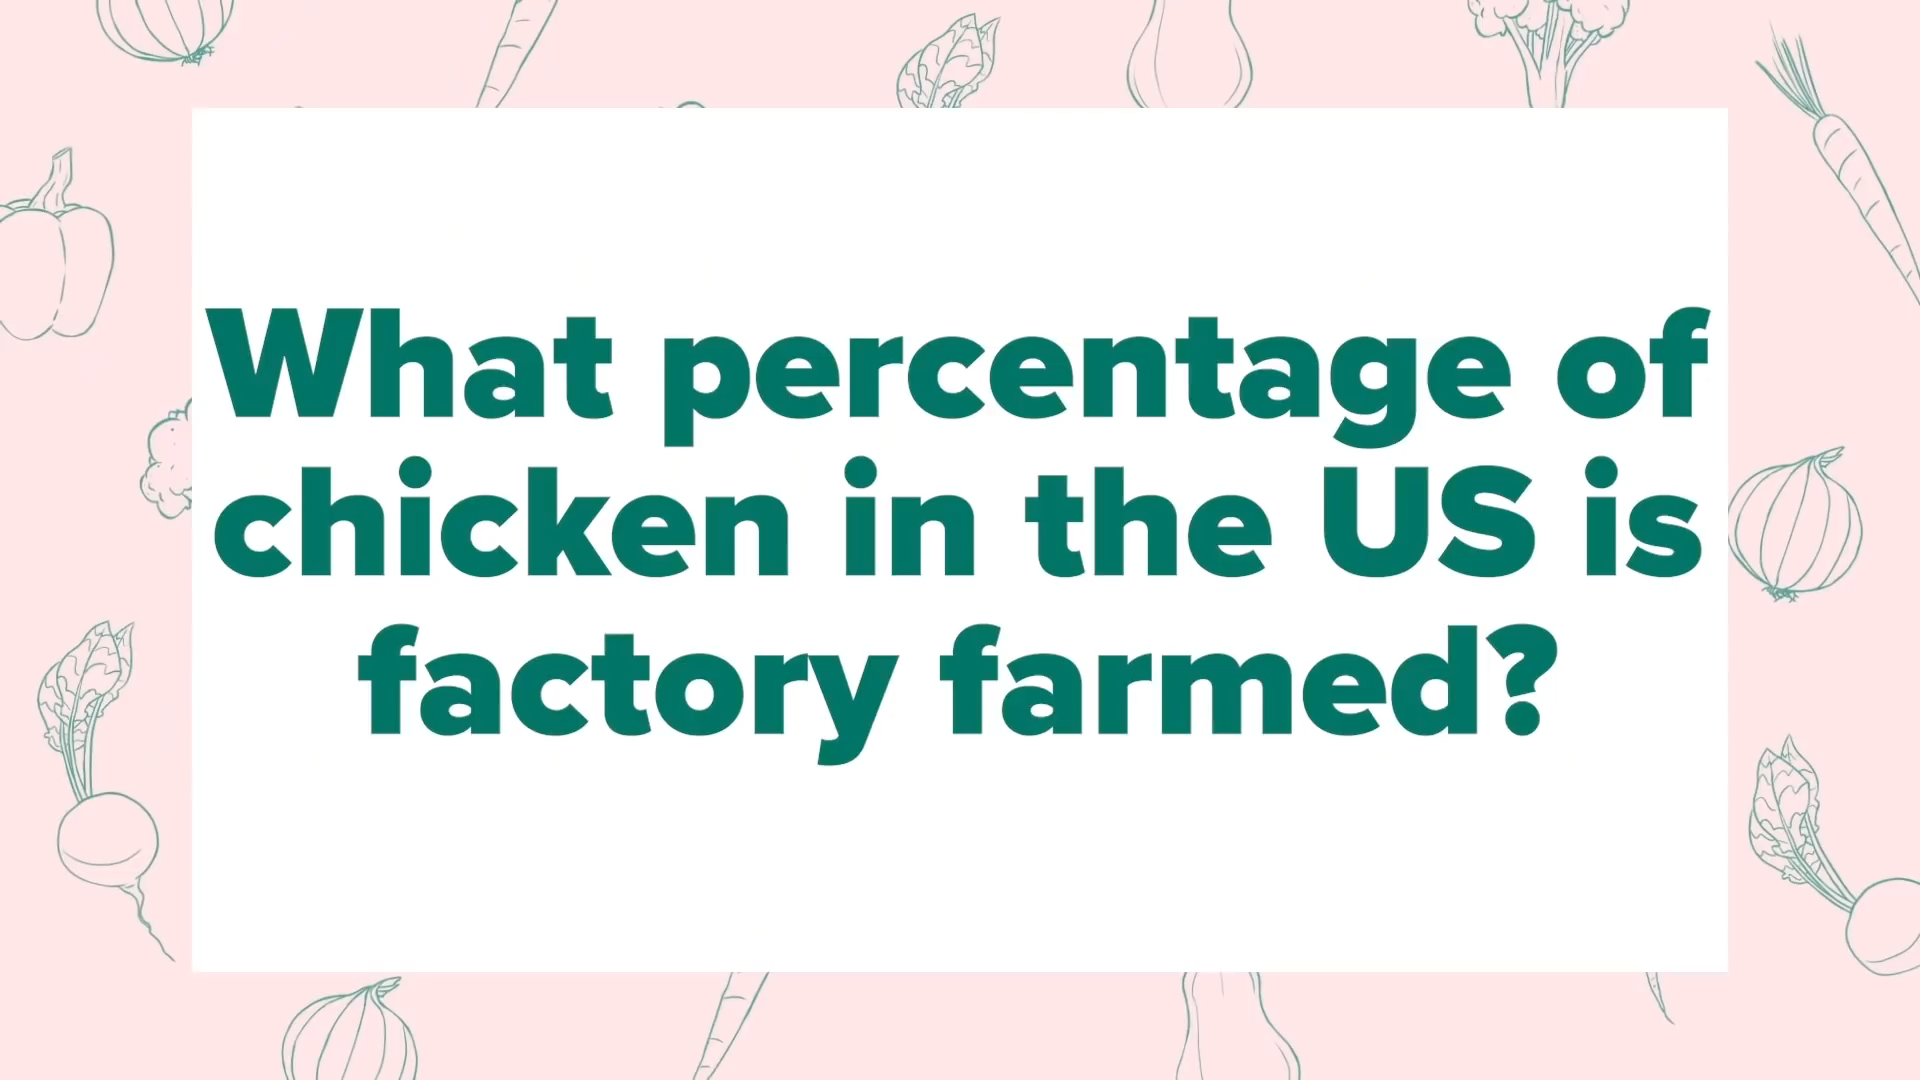 What percentage of
chicken in the US is
factory farmed?